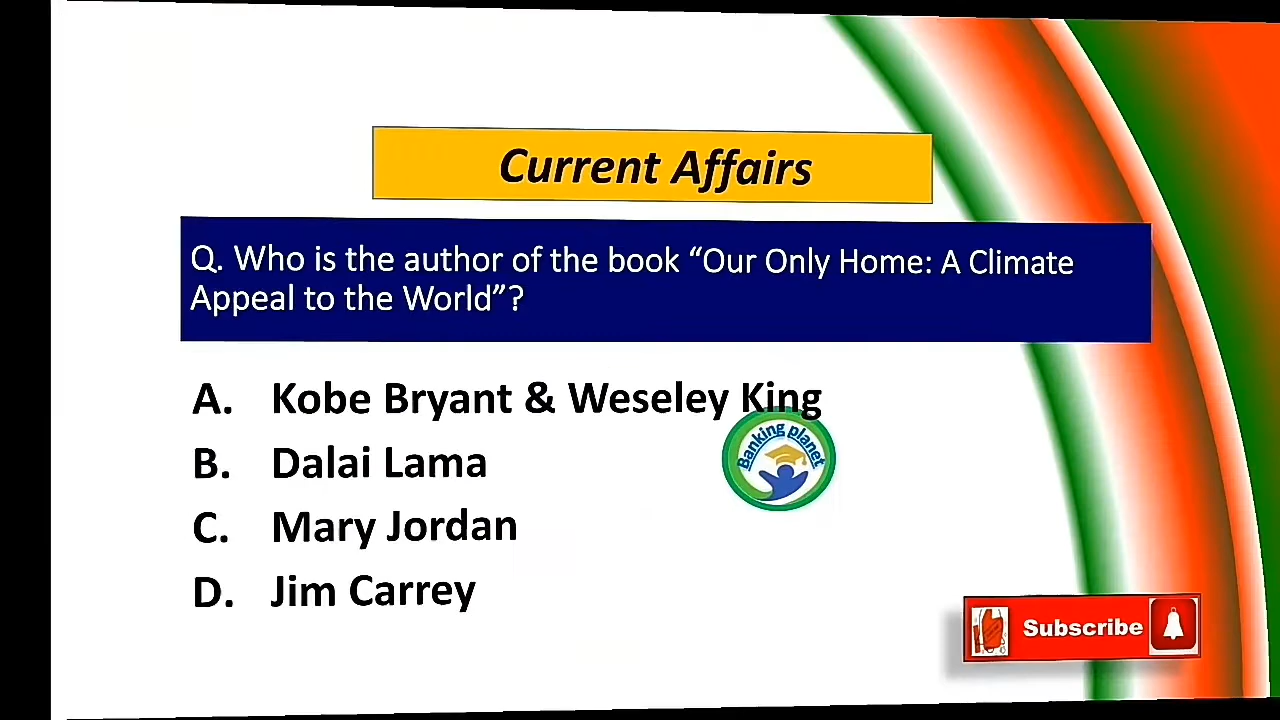 Current Affairs
Q. Who is the author of the book “Our Only Home: A Climate
Appeal to the World”?
A. Kobe Bryant & Weseley King
B. Dalai Lama
C. Mary Jordan
D. Jim Carrey
Banking planet
Subscribe